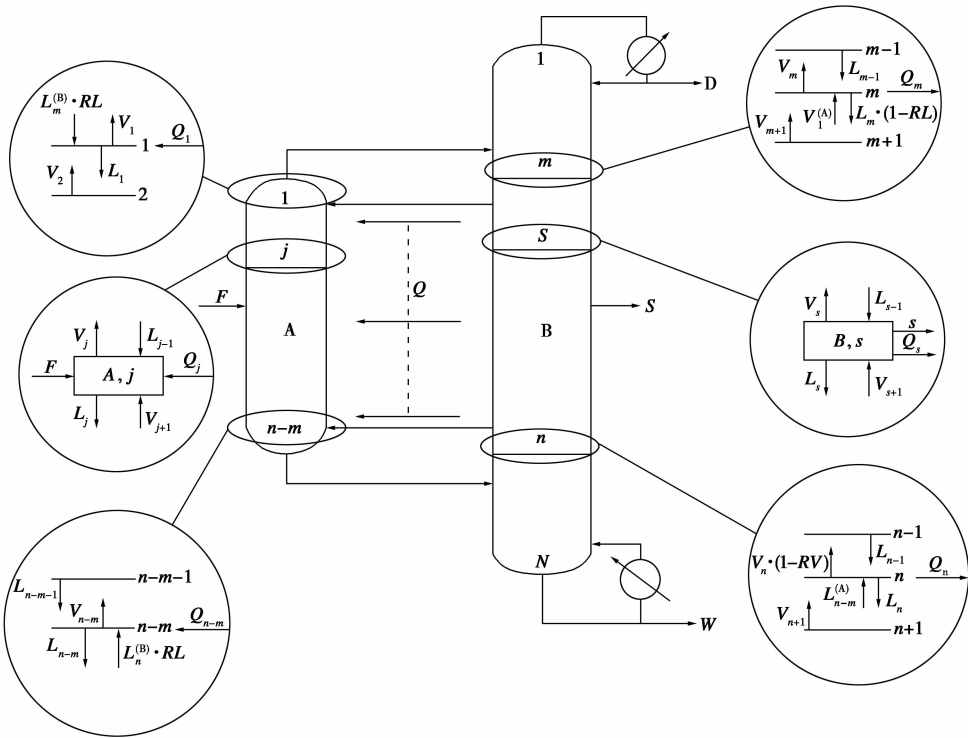 1
D
m
S
S
B
n
N
W
1
j
F
A
Q
n-m
L_m^(B)·RL
V_1
Q_1
1
L_1
V_2
2
V_j
L_{j-1}
F
A, j
Q_j
L_j
V_{j+1}
n-m-1
L_{n-m-1}
V_{n-m}
Q_{n-m}
n-m
L_{n-m}
L_n^(B)·RL
m-1
V_m
L_{m-1}
Q_m
m
V_1^(A)
L_m·(1-RL)
V_{m+1}
m+1
V_s
L_{s-1}
s
B, s
Q_s
L_s
V_{s+1}
n-1
V_n·(1-RV)
L_{n-1}
Q_n
n
L_{n-m}^(A)
L_n
V_{n+1}
n+1